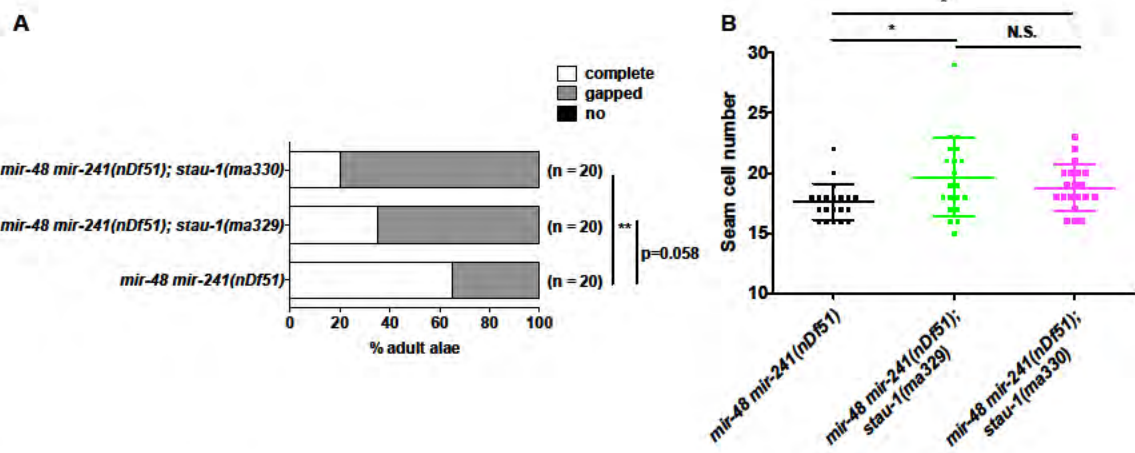 A
complete
gapped
no
mir-48 mir-241(nDf51); stau-1(ma330)
(n = 20)
mir-48 mir-241(nDf51); stau-1(ma329)
(n = 20)
**
p=0.058
mir-48 mir-241(nDf51)
(n = 20)
0 20 40 60 80 100
% adult alae
B
*
N.S.
Seam cell number
30
25
20
15
10
mir-48 mir-241(nDf51)
mir-48 mir-241(nDf51);
stau-1(ma329)
mir-48 mir-241(nDf51);
stau-1(ma330)